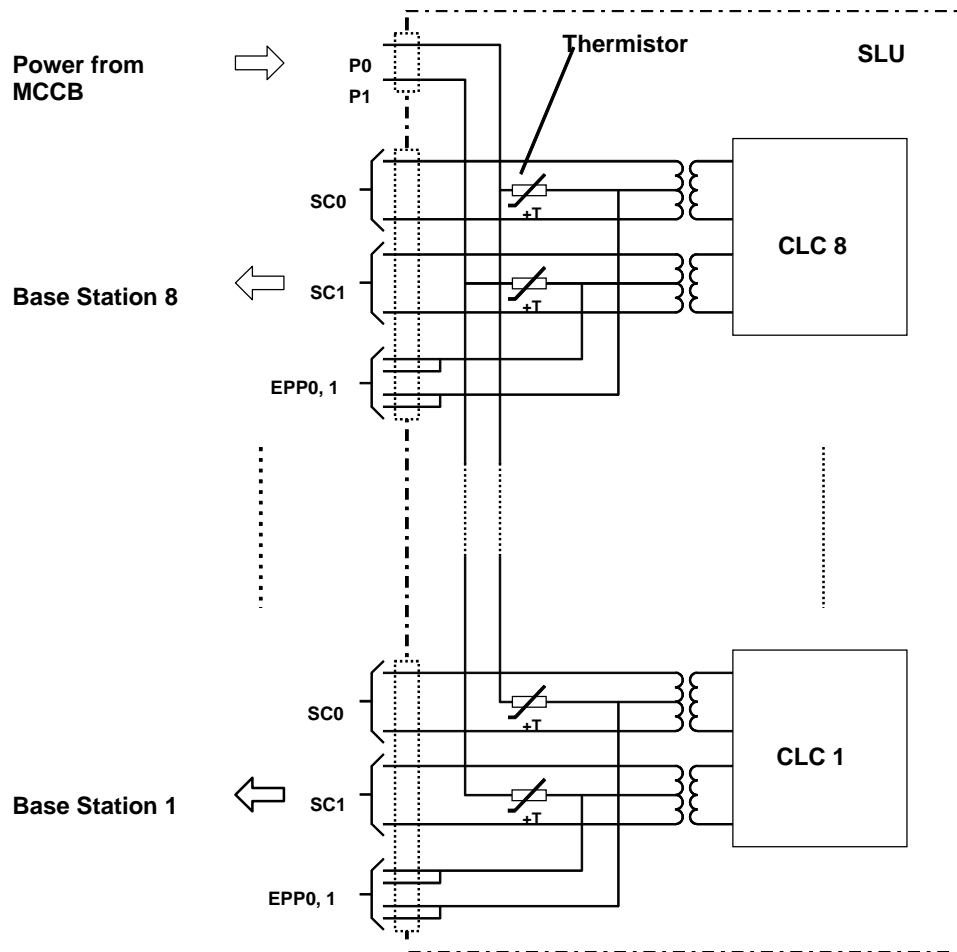 Thermistor
SLU
Power from
MCCB
P0
P1
SC0
+T
CLC 8
SC1
Base Station 8
+T
EPP0, 1
SC0
+T
CLC 1
SC1
Base Station 1
+T
EPP0, 1